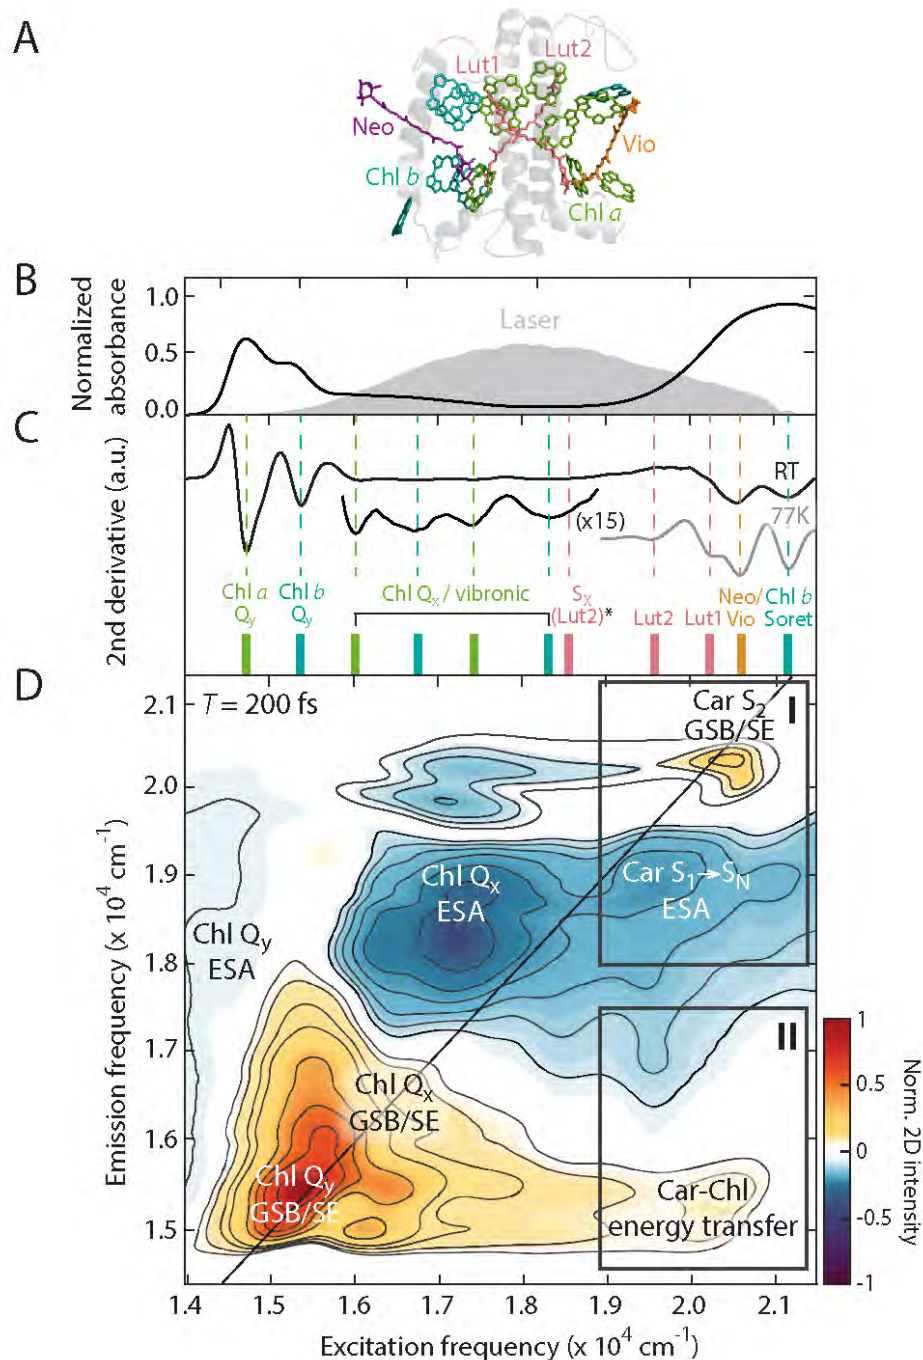 A
Lut1
Lut2
Neo
Vio
Chl b
Chl a
B
Normalized
absorbance
1.0
0.5
0.0
Laser
C
2nd derivative (a.u.)
RT
(x15)
77K
Chl a
Qy
Chl b
Qy
Chl Qx / vibronic
Sx
(Lut2)*
Lut2
Lut1
Neo/
Vio
Chl b
Soret
D
T = 200 fs
Car S2
GSB/SE
I
Chl Qx
ESA
Car S1→SN
ESA
Chl Qy
ESA
II
Chl Qx
GSB/SE
Chl Qy
GSB/SE
Car-Chl
energy transfer
Emission frequency (x 10^4 cm^-1)
2.1
2.0
1.9
1.8
1.7
1.6
1.5
1.4
1.5
1.6
1.7
1.8
1.9
2.0
2.1
Excitation frequency (x 10^4 cm^-1)
1
0.5
0
-0.5
-1
Norm. 2D intensity